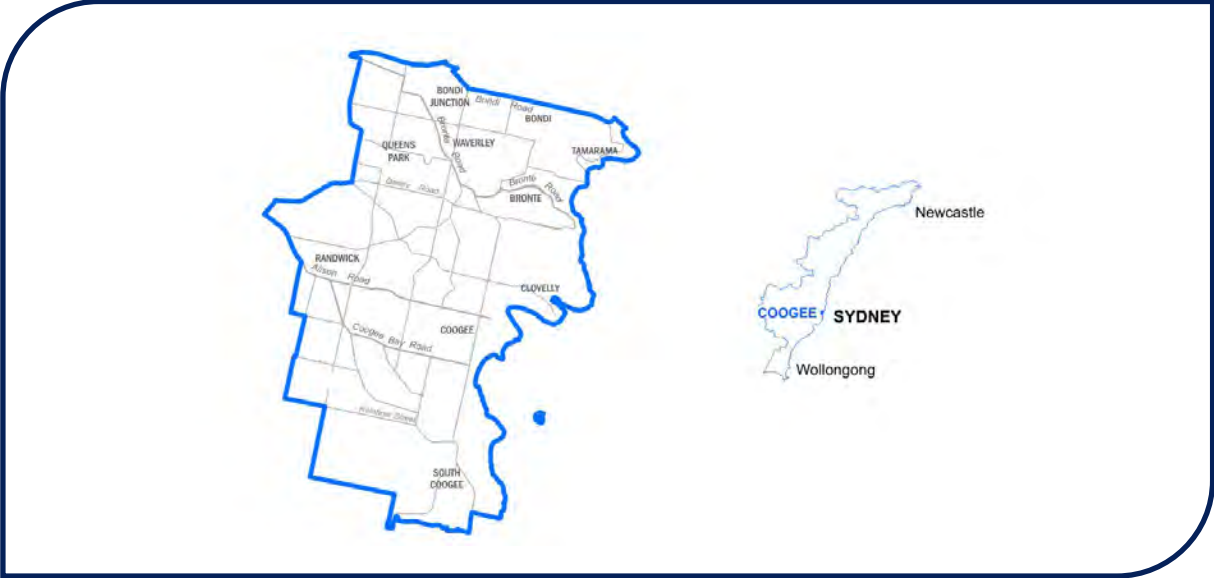 BONDI
JUNCTION
Bondi Road
BONDI
Bronte Road
QUEENS
PARK
WAVERLEY
TAMARAMA
Darley Road
Bronte Road
BRONTE
RANDWICK
Alison Road
CLOVELLY
COOGEE
Coogee Bay Road
Rainbow Street
SOUTH
COOGEE
Newcastle
COOGEE
SYDNEY
Wollongong